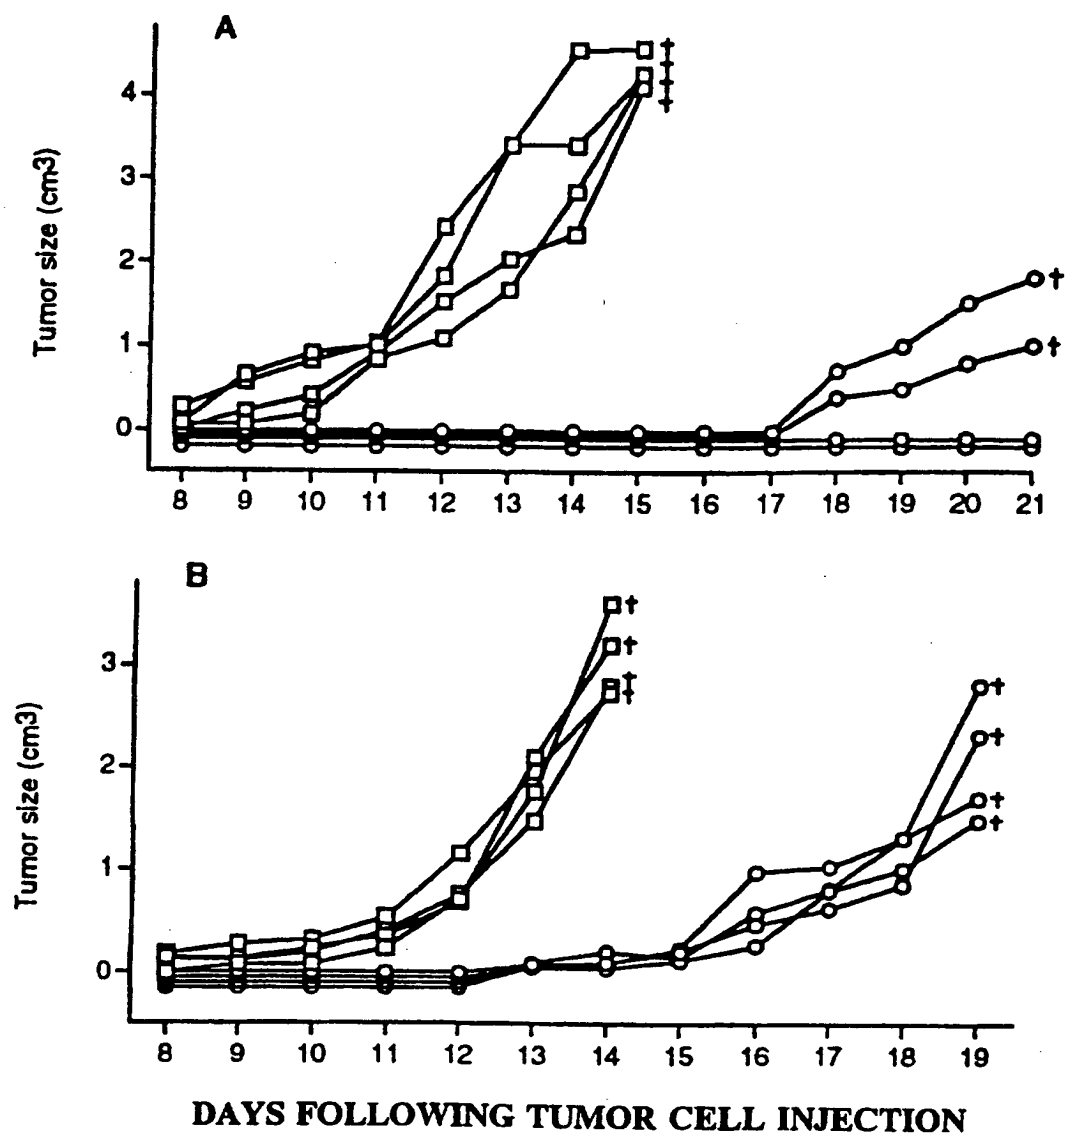 A
Tumor size (cm3)
4
3
2
1
0
† † † †
† †
8 9 10 11 12 13 14 15 16 17 18 19 20 21
B
Tumor size (cm3)
3
2
1
0
† † † †
† † † †
8 9 10 11 12 13 14 15 16 17 18 19
DAYS FOLLOWING TUMOR CELL INJECTION